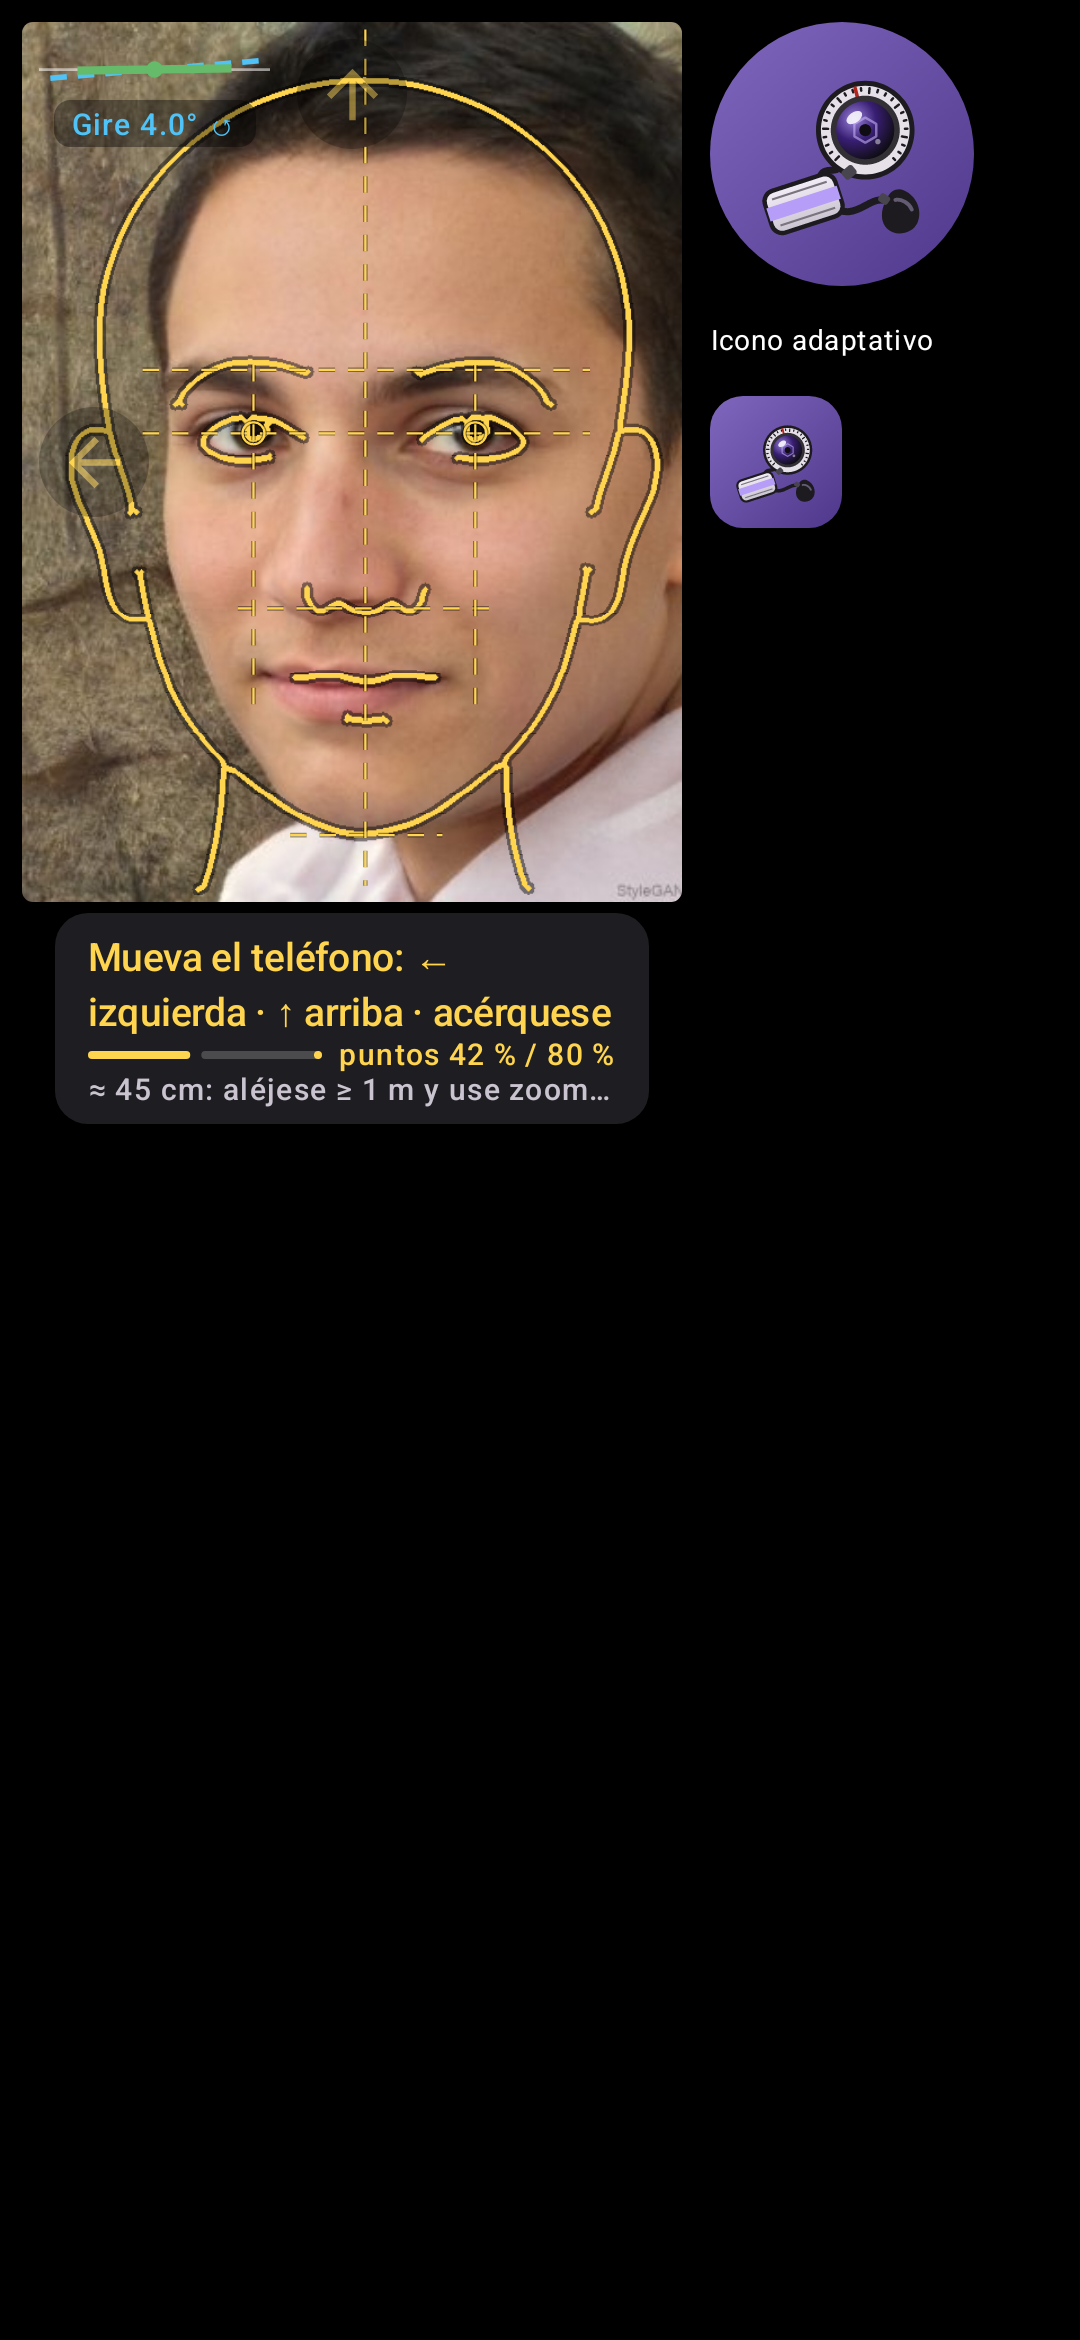 Gire 4.0° ↺
StyleGAN
Mueva el teléfono: ←
izquierda · ↑ arriba · acérquese
puntos 42 % / 80 %
≈ 45 cm: aléjese ≥ 1 m y use zoom…
Icono adaptativo